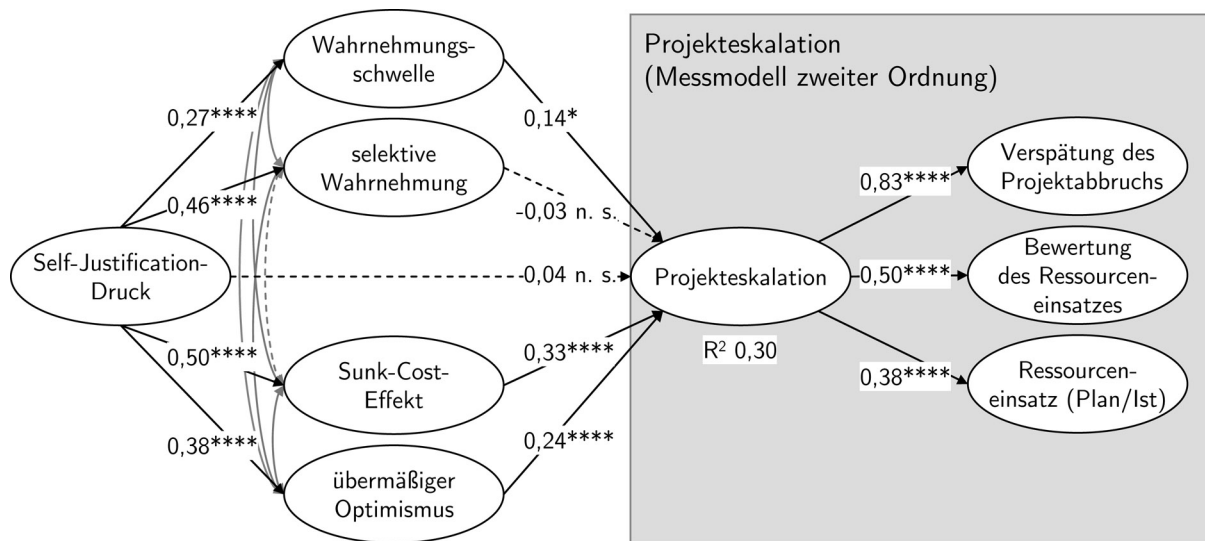 Wahrnehmungs-
schwelle
Projekteskalation
(Messmodell zweiter Ordnung)
0,27****
0,14*
selektive
Wahrnehmung
Verspätung des
Projektabbruchs
0,83****
0,46****
-0,03 n. s.
Self-Justification-
Druck
-0,04 n. s.
Projekteskalation
0,50****
Bewertung
des Ressourcen-
einsatzes
R² 0,30
0,50****
Sunk-Cost-
Effekt
0,33****
0,38****
Ressourcen-
einsatz (Plan/Ist)
0,38****
0,24****
übermäßiger
Optimismus